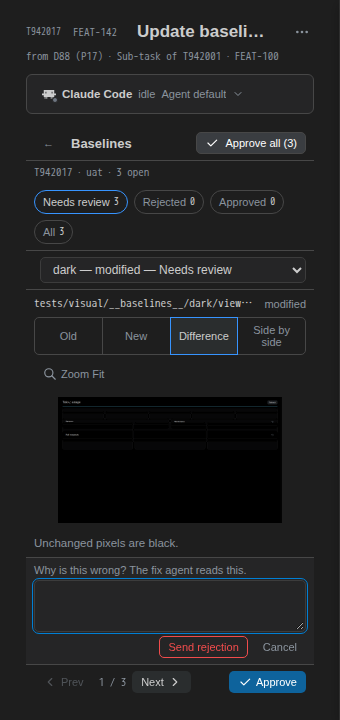 T942017 FEAT-142 Update baseli… ···
from D88 (P17) · Sub-task of T942001 · FEAT-100
Claude Code idle Agent default
← Baselines Approve all (3)
T942017 · uat · 3 open
Needs review 3 Rejected 0 Approved 0
All 3
dark — modified — Needs review
tests/visual/__baselines__/dark/view… modified
Old New Difference Side by side
Zoom Fit
Unchanged pixels are black.
Why is this wrong? The fix agent reads this.
Send rejection Cancel
Prev 1 / 3 Next Approve